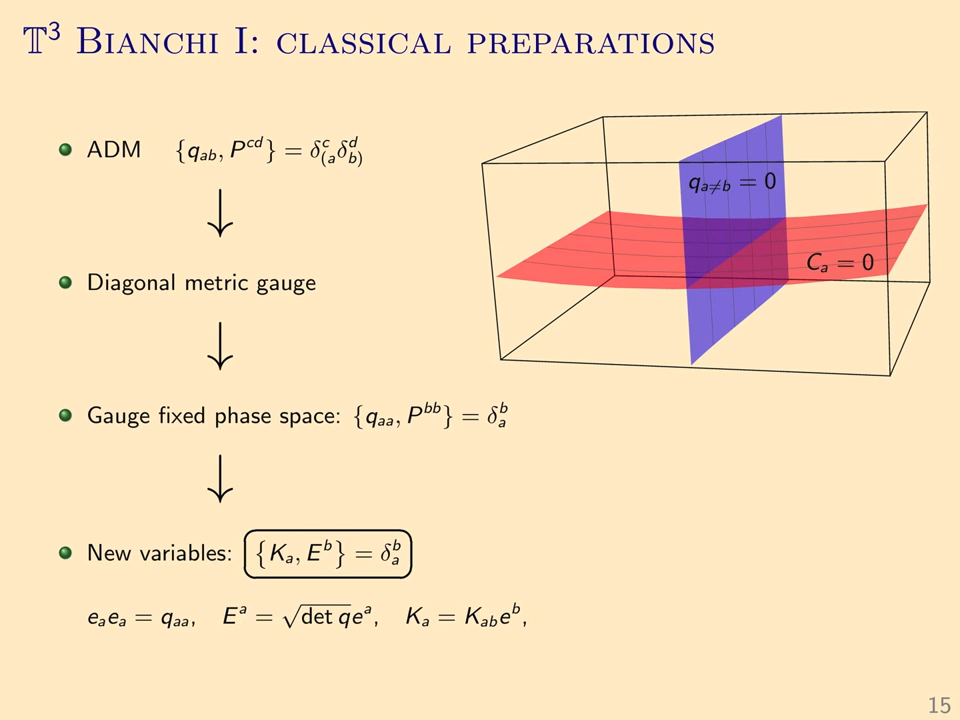 𝕋³ Bianchi I: classical preparations
ADM {q_ab, P^cd} = δ^c_(a δ^d_b)
↓
Diagonal metric gauge
↓
Gauge fixed phase space: {q_aa, P^bb} = δ^b_a
↓
New variables: {K_a, E^b} = δ^b_a
e_a e_a = q_aa, E^a = √det q e^a, K_a = K_ab e^b,
q_a≠b = 0
C_a = 0
15